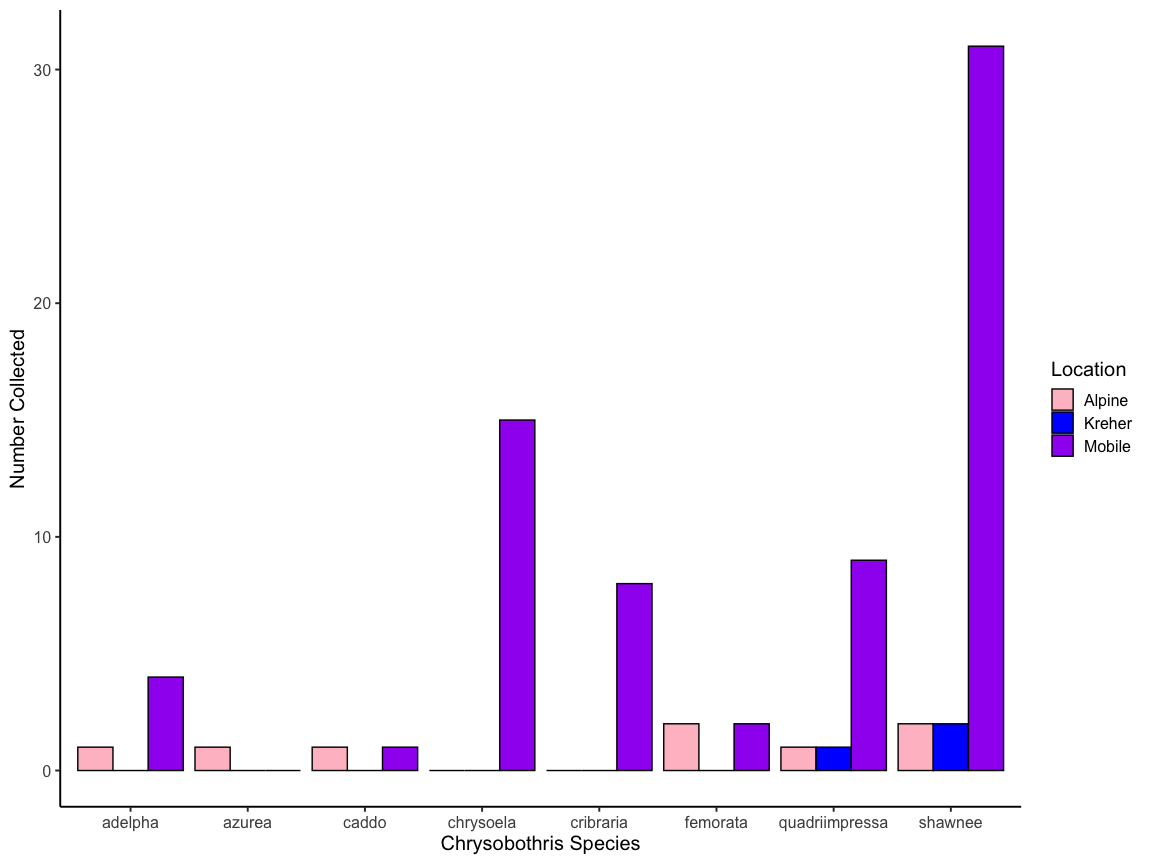 30
20
10
0
Number Collected
adelpha azurea caddo chrysoela cribraria femorata quadriimpressa shawnee
Chrysobothris Species
Location
Alpine
Kreher
Mobile